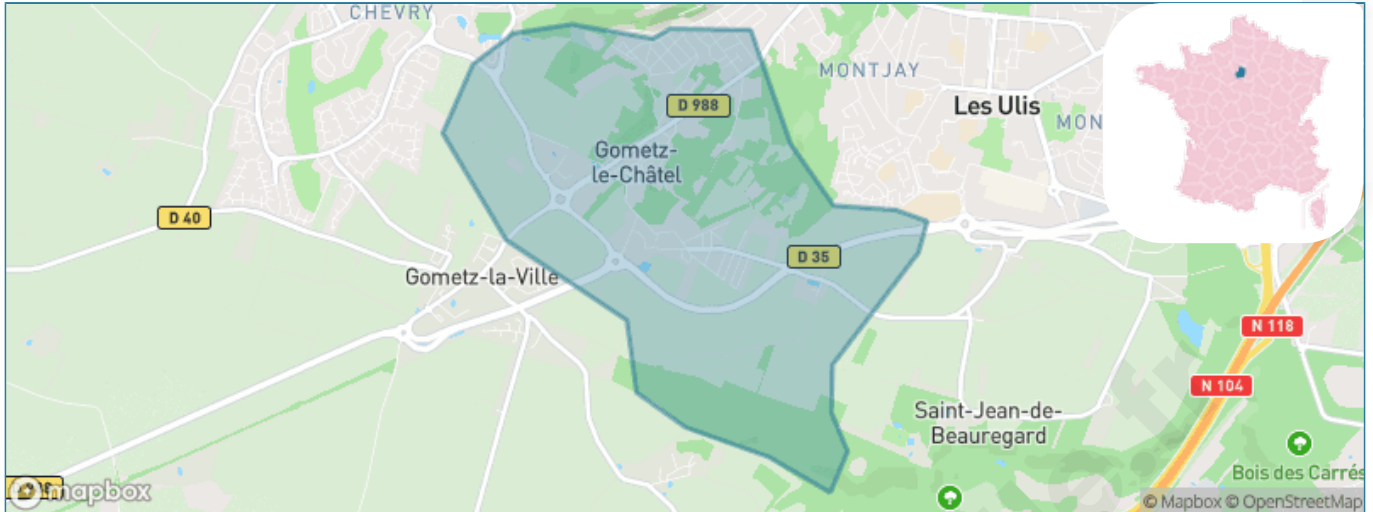 CHEVRY
MONTJAY
D 988
Les Ulis
MON
Gometz-
le-Châtel
D 40
D 35
Gometz-la-Ville
N 118
N 104
Saint-Jean-de-
Beauregard
Bois des Carrés
mapbox
© Mapbox © OpenStreetMap